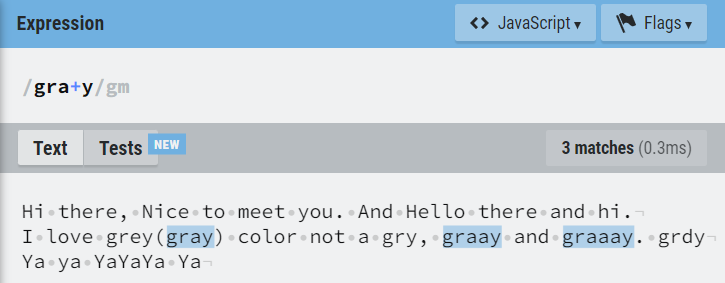 Expression
<> JavaScript ▾
Flags ▾
/gra+y/gm
Text
Tests
NEW
3 matches (0.3ms)
Hi there, Nice to meet you. And Hello there and hi.
I love grey(gray) color not a gry, graay and graaay. grdy
Ya ya YaYaYa Ya